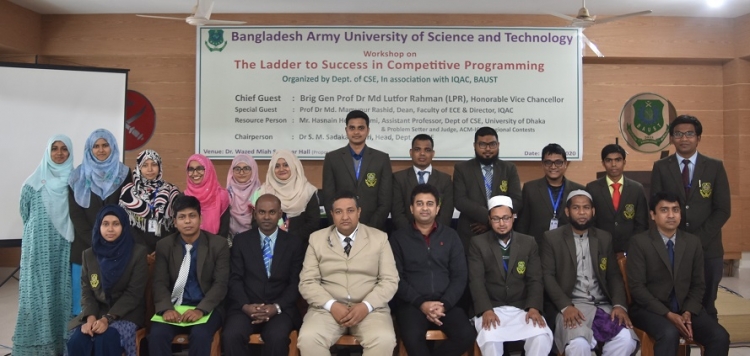 Bangladesh Army University of Science and Technology
Workshop on
The Ladder to Success in Competitive Programming
Organized by Dept. of CSE, In association with IQAC, BAUST
Chief Guest : Brig Gen Prof Dr Md Lutfor Rahman (LPR), Honorable Vice Chancellor
Special Guest : Prof Dr Md. Rashid, Dean, Faculty of ECE & Director, IQAC
Resource Person : Mr. Hasnain Assistant Professor, Dept of CSE, University of Dhaka
& Problem Setter and Judge, ACM Contests
Chairperson : Dr S. M. Head, Dept
Venue: Dr. Wazed Miah Hall Date: 2020